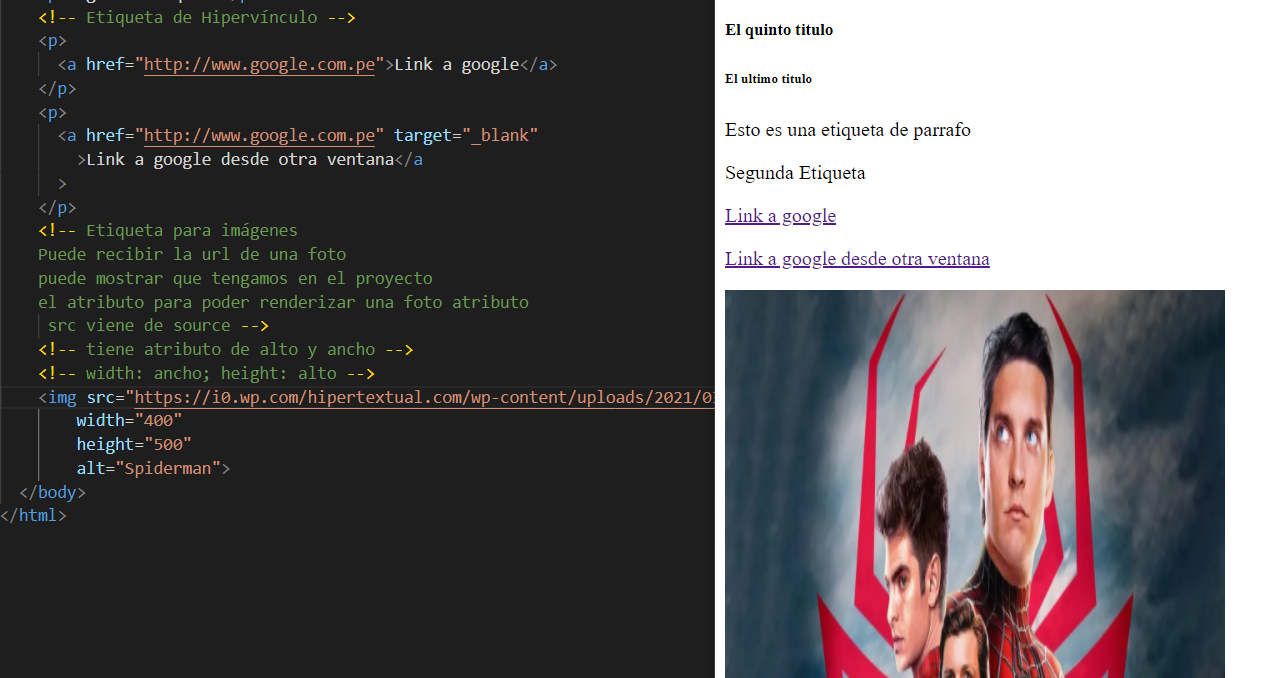 <!-- Etiqueta de Hipervínculo -->
<p>
<a href="http://www.google.com.pe">Link a google</a>
</p>
<p>
<a href="http://www.google.com.pe" target="_blank"
>Link a google desde otra ventana</a
>
</p>
<!-- Etiqueta para imágenes
Puede recibir la url de una foto
puede mostrar que tengamos en el proyecto
el atributo para poder renderizar una foto atributo
src viene de source -->
<!-- tiene atributo de alto y ancho -->
<!-- width: ancho; height: alto -->
<img src="https://i0.wp.com/hipertextual.com/wp-content/uploads/2021/0
width="400"
height="500"
alt="Spiderman">
</body>
</html>
El quinto titulo
El ultimo titulo
Esto es una etiqueta de parrafo
Segunda Etiqueta
Link a google
Link a google desde otra ventana